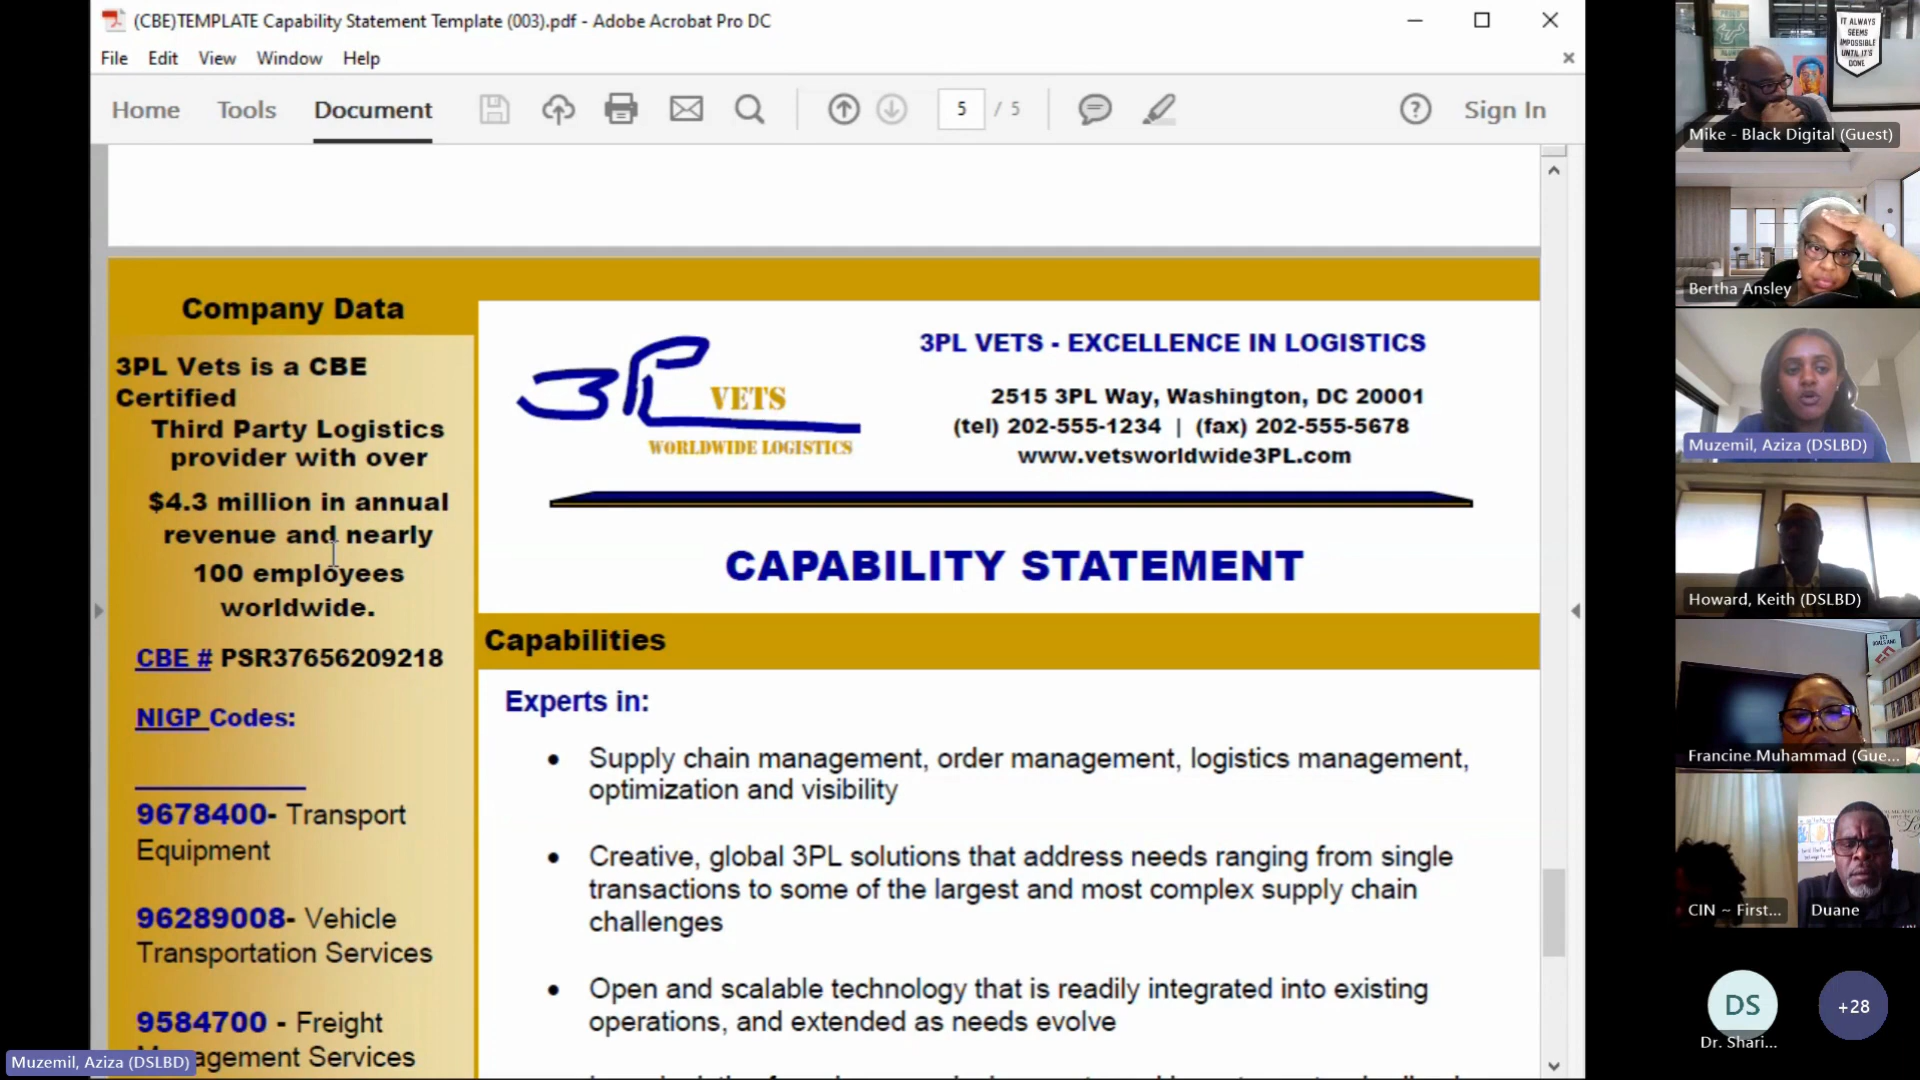 (CBE)TEMPLATE Capability Statement Template (003).pdf - Adobe Acrobat Pro DC
File Edit View Window Help
Home Tools Document 5 / 5 Sign In
Company Data
3PL Vets is a CBE
Certified
Third Party Logistics
provider with over
$4.3 million in annual
revenue and nearly
100 employees
worldwide.
CBE # PSR37656209218
NIGP Codes:
9678400- Transport
Equipment
96289008- Vehicle
Transportation Services
9584700 - Freight
agement Services
Muzemil, Aziza (DSLBD)
3PL VETS
WORLDWIDE LOGISTICS
3PL VETS - EXCELLENCE IN LOGISTICS
2515 3PL Way, Washington, DC 20001
(tel) 202-555-1234 | (fax) 202-555-5678
www.vetsworldwide3PL.com
CAPABILITY STATEMENT
Capabilities
Experts in:
• Supply chain management, order management, logistics management,
optimization and visibility
• Creative, global 3PL solutions that address needs ranging from single
transactions to some of the largest and most complex supply chain
challenges
• Open and scalable technology that is readily integrated into existing
operations, and extended as needs evolve
IT ALWAYS
SEEMS
IMPOSSIBLE
UNTIL IT'S
DONE
Mike - Black Digital (Guest)
Bertha Ansley
Muzemil, Aziza (DSLBD)
Howard, Keith (DSLBD)
Francine Muhammad (Gue...
CIN ~ First...
Duane
DS
Dr. Shari...
+28